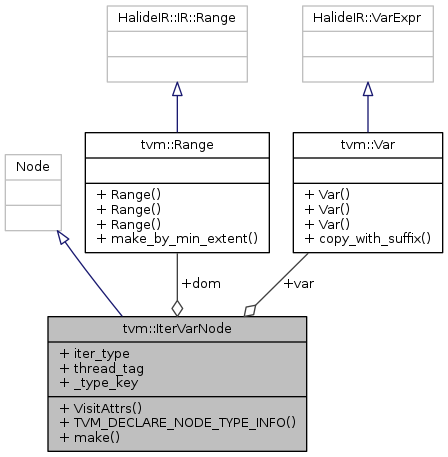 HalideIR::IR::Range
HalideIR::VarExpr
Node
tvm::Range
+ Range()
+ Range()
+ Range()
+ make_by_min_extent()
tvm::Var
+ Var()
+ Var()
+ Var()
+ copy_with_suffix()
+dom
+var
tvm::IterVarNode
+ iter_type
+ thread_tag
+ _type_key
+ VisitAttrs()
+ TVM_DECLARE_NODE_TYPE_INFO()
+ make()